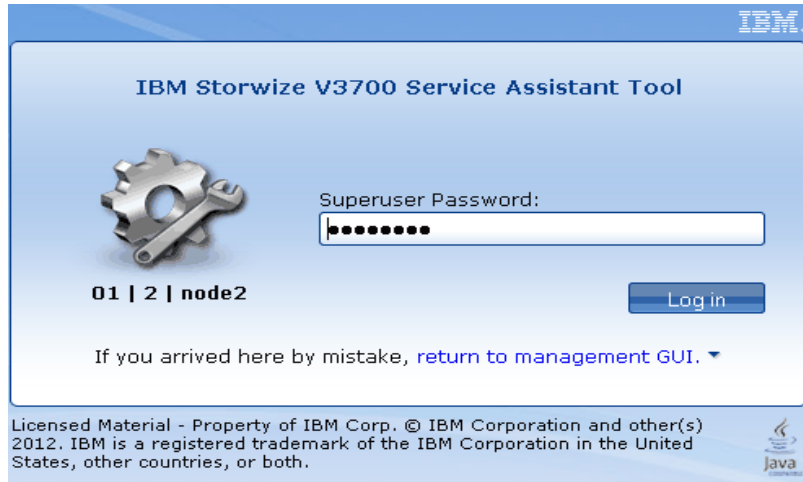 IBM.
IBM Storwize V3700 Service Assistant Tool
Superuser Password:
●●●●●●●●
01 | 2 | node2
Log in
If you arrived here by mistake, return to management GUI.
Licensed Material - Property of IBM Corp. © IBM Corporation and other(s)
2012. IBM is a registered trademark of the IBM Corporation in the United
States, other countries, or both.
Java